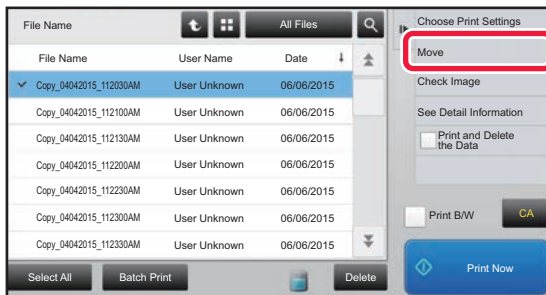 File Name
All Files
File Name User Name Date
Copy_04042015_112030AM User Unknown 06/06/2015
Copy_04042015_112100AM User Unknown 06/06/2015
Copy_04042015_112130AM User Unknown 06/06/2015
Copy_04042015_112200AM User Unknown 06/06/2015
Copy_04042015_112230AM User Unknown 06/06/2015
Copy_04042015_112300AM User Unknown 06/06/2015
Copy_04042015_112330AM User Unknown 06/06/2015
Select All Batch Print Delete
Choose Print Settings
Move
Check Image
See Detail Information
Print and Delete
the Data
Print B/W CA
Print Now